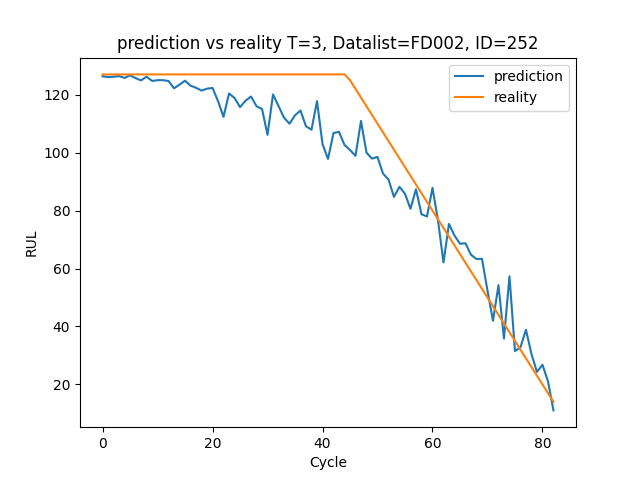 prediction vs reality T=3, Datalist=FD002, ID=252
prediction
reality
RUL
120
100
80
60
40
20
0 20 40 60 80
Cycle